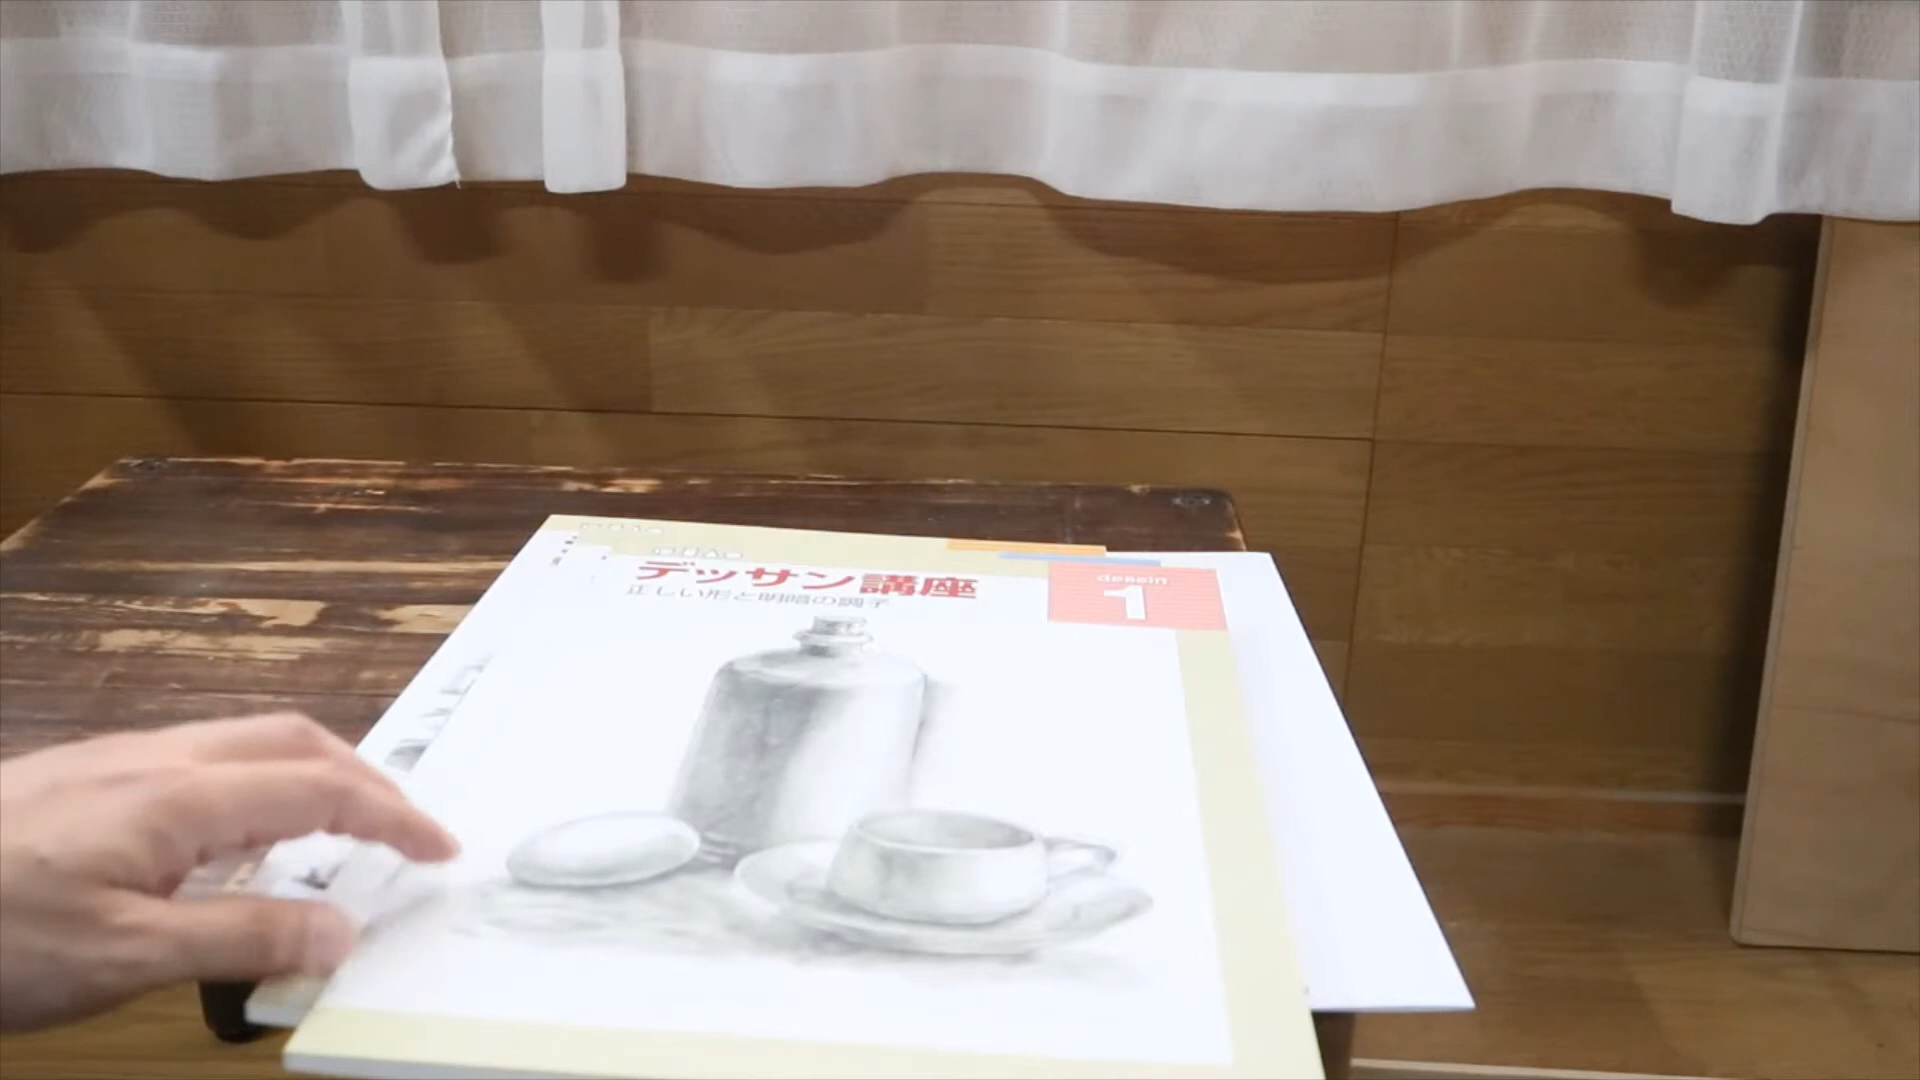 デッサン講座
正しい形と明暗の調子
dessin
1